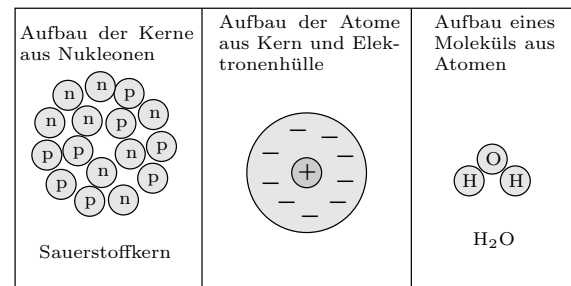 Aufbau der Kerne
aus Nukleonen
n
n
p
n
n
n
p
p
p
n
p
p
n
p
p
n
Sauerstoffkern
Aufbau der Atome
aus Kern und Elek-
tronenhülle
− − − − − − − − −
+
Aufbau eines
Moleküls aus
Atomen
O
H H
H₂O